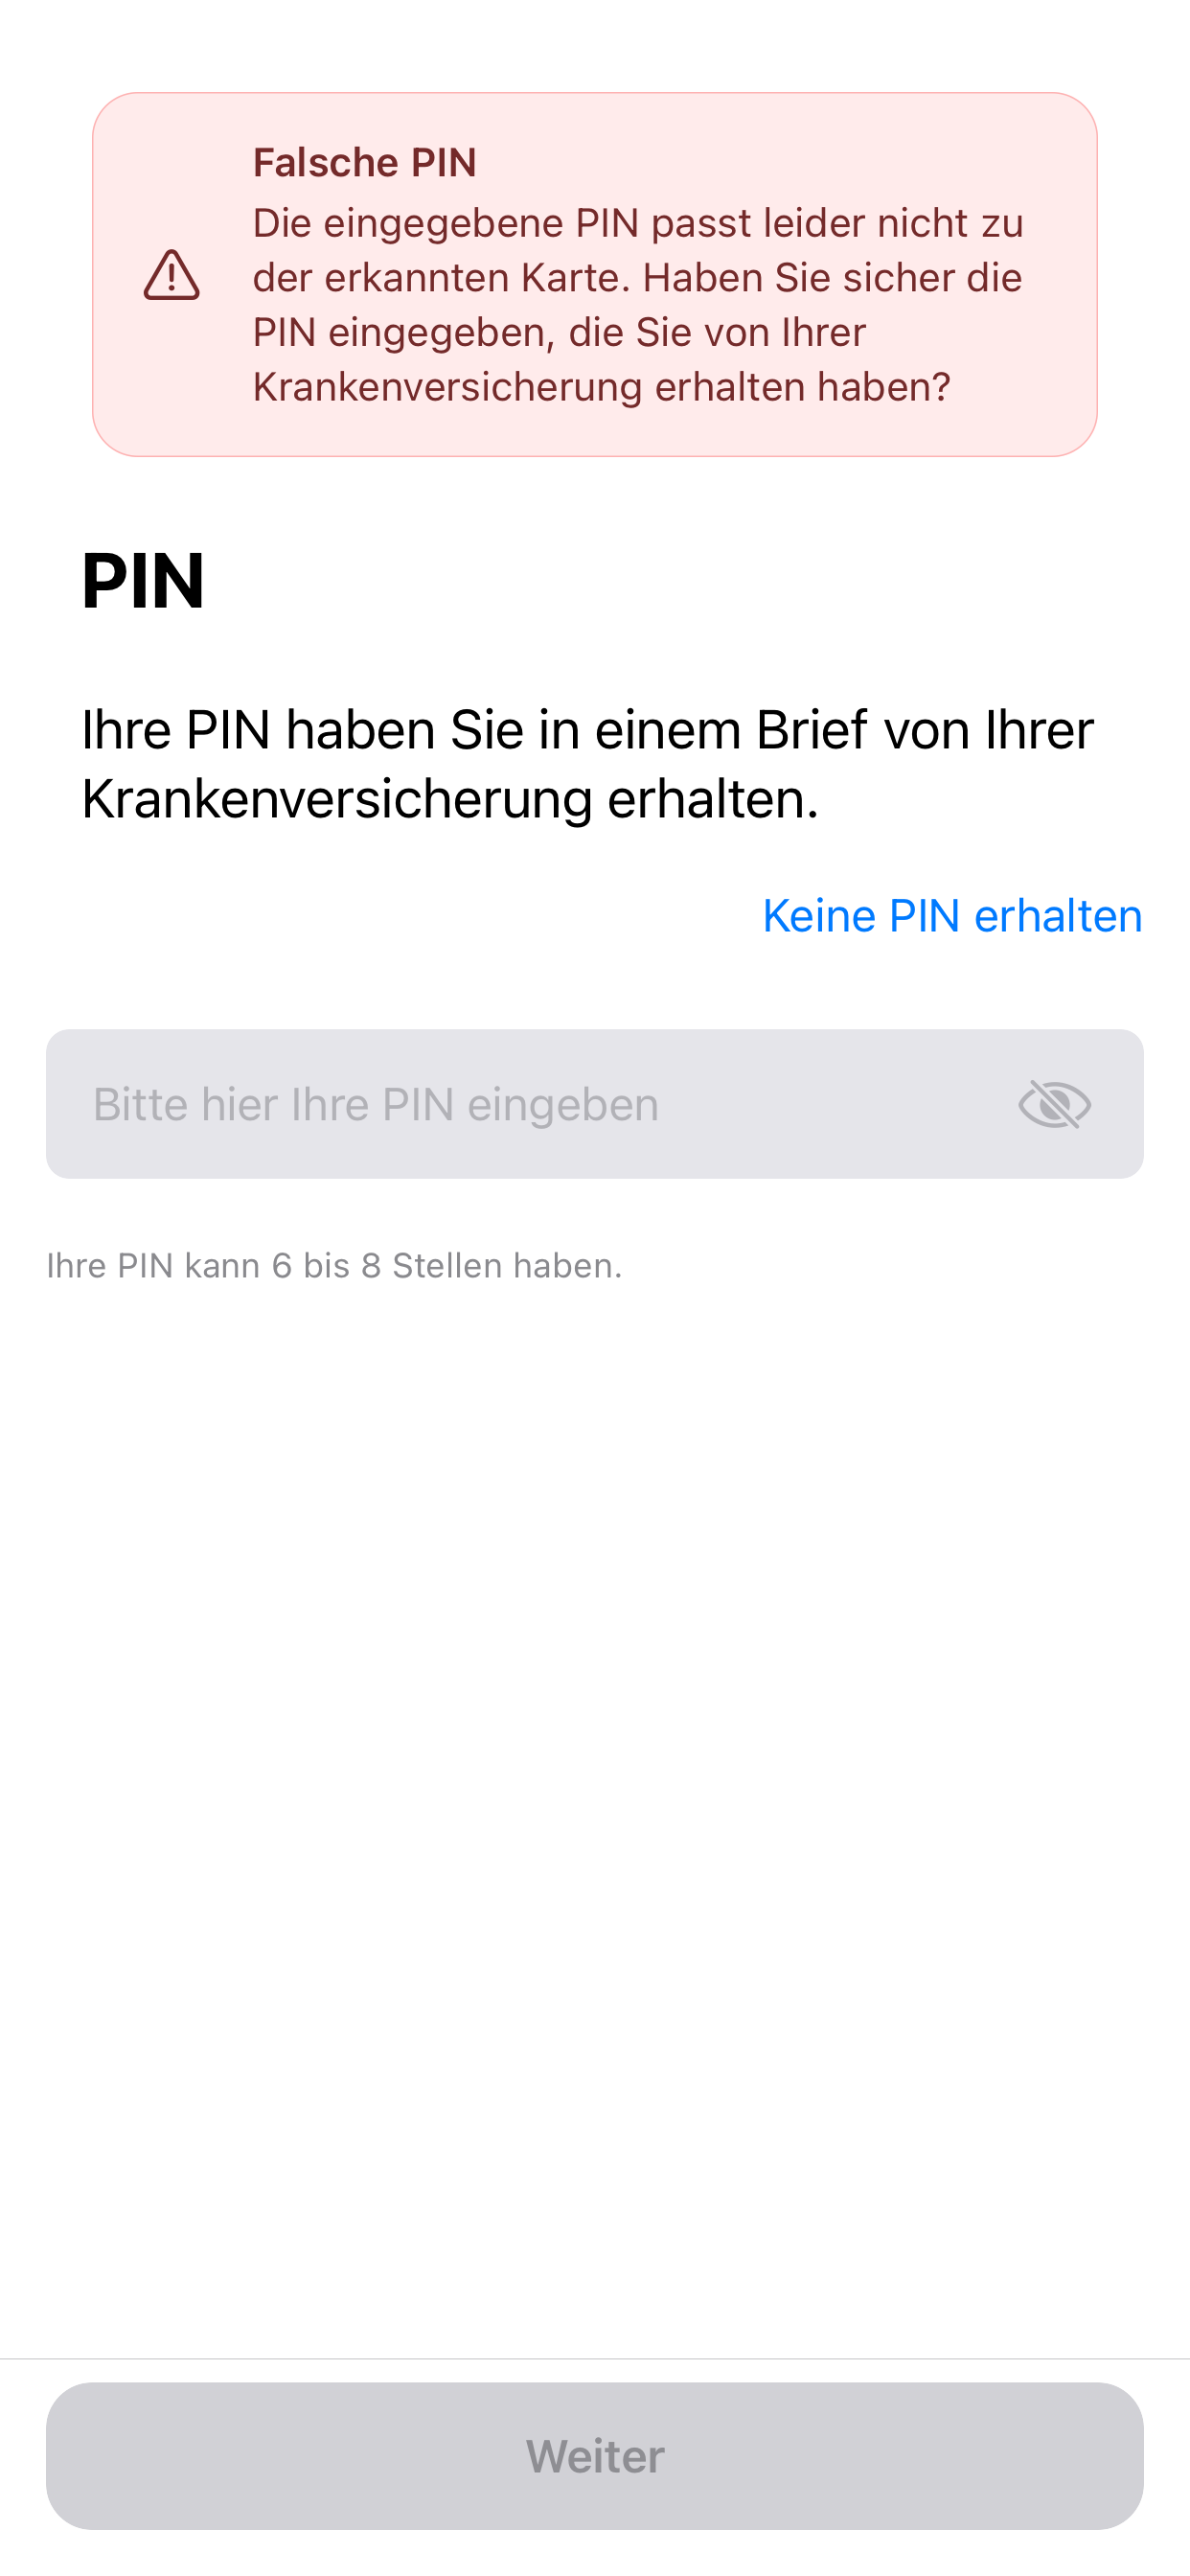 Falsche PIN
Die eingegebene PIN passt leider nicht zu
der erkannten Karte. Haben Sie sicher die
PIN eingegeben, die Sie von Ihrer
Krankenversicherung erhalten haben?
PIN
Ihre PIN haben Sie in einem Brief von Ihrer
Krankenversicherung erhalten.
Keine PIN erhalten
Bitte hier Ihre PIN eingeben
Ihre PIN kann 6 bis 8 Stellen haben.
Weiter